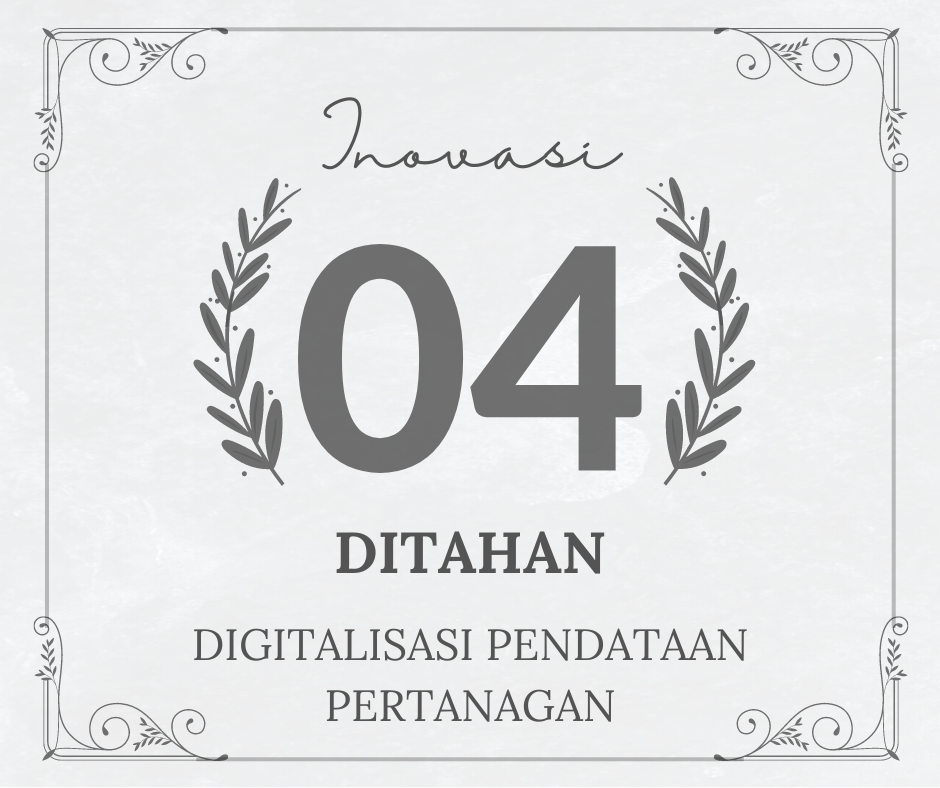 Inovasi
04
DITAHAN
DIGITALISASI PENDATAAN
PERTANAGAN